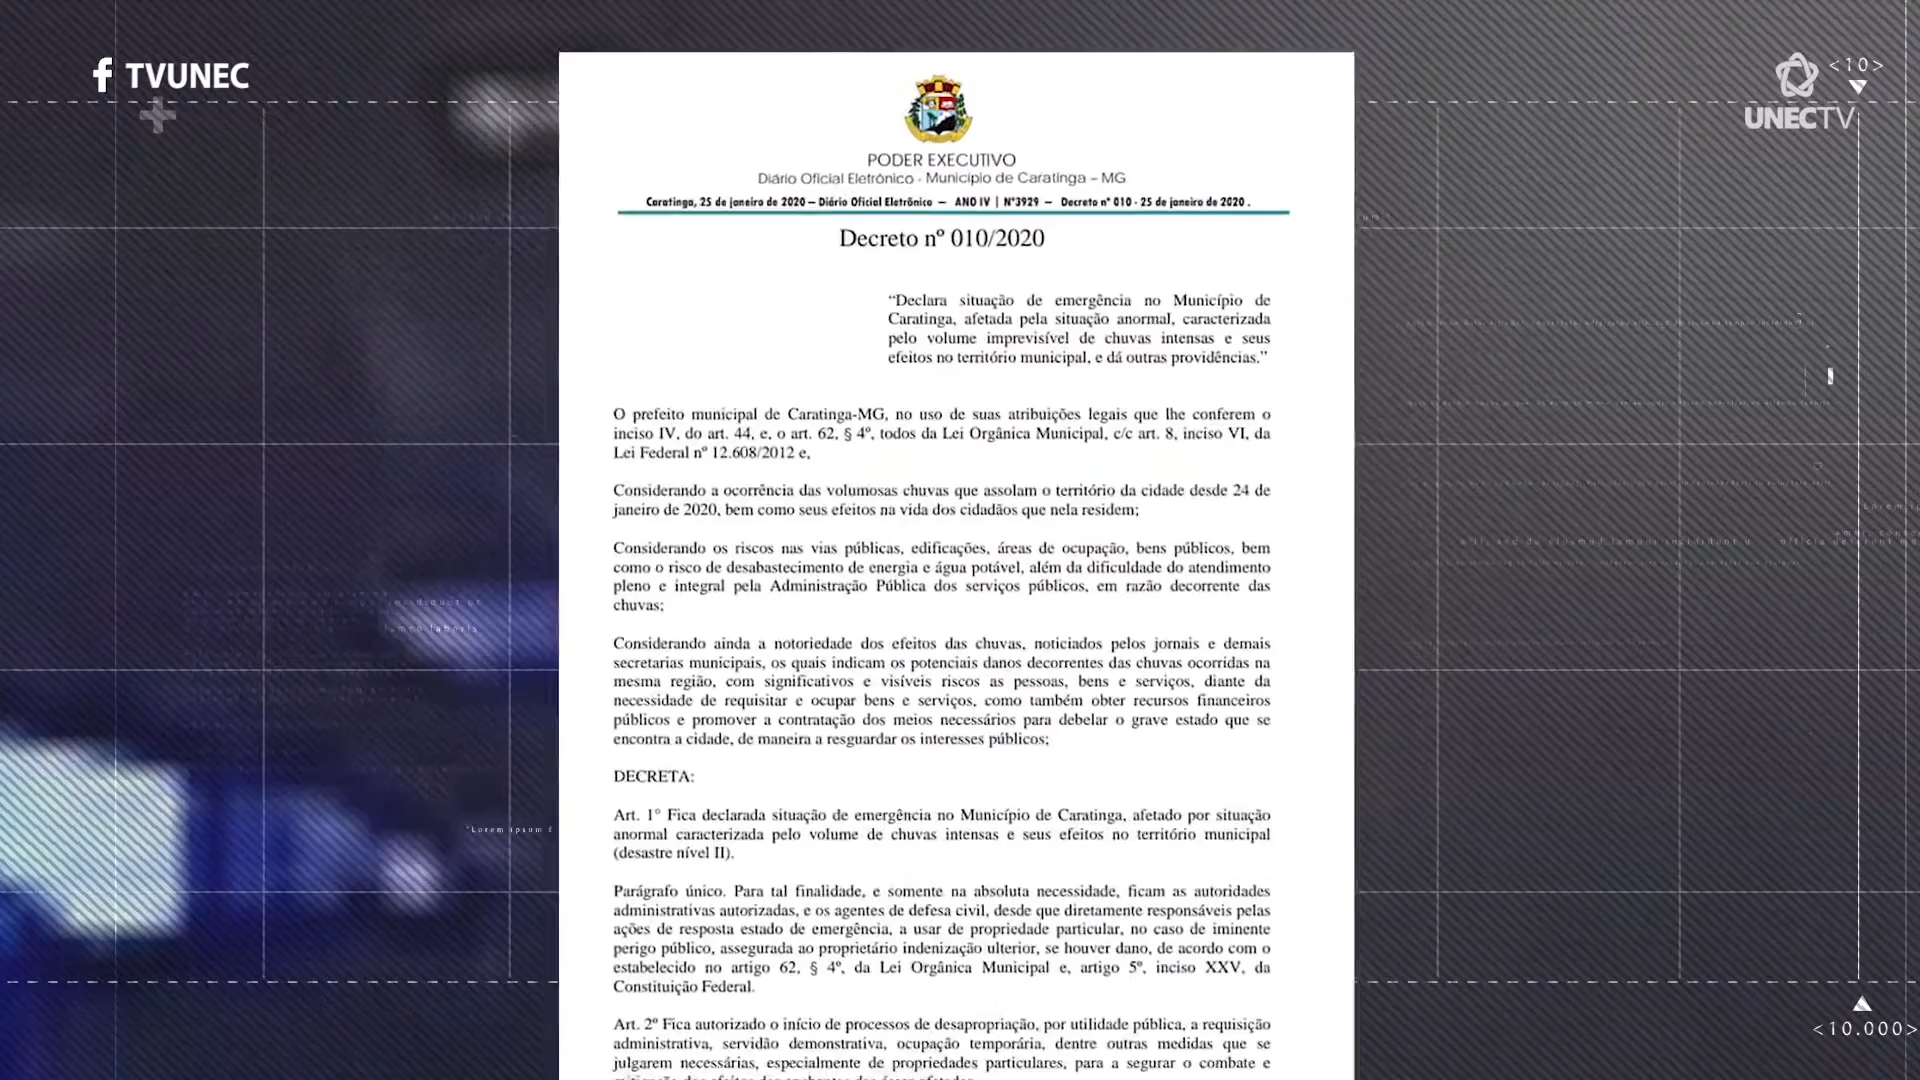 TVUNEC
<10>
UNECTV
PODER EXECUTIVO
Diário Oficial Eletrônico - Município de Caratinga – MG
Caratinga, 25 de janeiro de 2020 – Diário Oficial Eletrônico – ANO IV | N°3929 – Decreto n° 010 - 25 de janeiro de 2020 .
Decreto nº 010/2020
“Declara situação de emergência no Município de
Caratinga, afetada pela situação anormal, caracterizada
pelo volume imprevisível de chuvas intensas e seus
efeitos no território municipal, e dá outras providências.”
O prefeito municipal de Caratinga-MG, no uso de suas atribuições legais que lhe conferem o
inciso IV, do art. 44, e, o art. 62, § 4º, todos da Lei Orgânica Municipal, c/c art. 8, inciso VI, da
Lei Federal nº 12.608/2012 e,
Considerando a ocorrência das volumosas chuvas que assolam o território da cidade desde 24 de
janeiro de 2020, bem como seus efeitos na vida dos cidadãos que nela residem;
Considerando os riscos nas vias públicas, edificações, áreas de ocupação, bens públicos, bem
como o risco de desabastecimento de energia e água potável, além da dificuldade do atendimento
pleno e integral pela Administração Pública dos serviços públicos, em razão decorrente das
chuvas;
Considerando ainda a notoriedade dos efeitos das chuvas, noticiados pelos jornais e demais
secretarias municipais, os quais indicam os potenciais danos decorrentes das chuvas ocorridas na
mesma região, com significativos e visíveis riscos as pessoas, bens e serviços, diante da
necessidade de requisitar e ocupar bens e serviços, como também obter recursos financeiros
públicos e promover a contratação dos meios necessários para debelar o grave estado que se
encontra a cidade, de maneira a resguardar os interesses públicos;
DECRETA:
Art. 1° Fica declarada situação de emergência no Município de Caratinga, afetado por situação
anormal caracterizada pelo volume de chuvas intensas e seus efeitos no território municipal
(desastre nível II).
Parágrafo único. Para tal finalidade, e somente na absoluta necessidade, ficam as autoridades
administrativas autorizadas, e os agentes de defesa civil, desde que diretamente responsáveis pelas
ações de resposta estado de emergência, a usar de propriedade particular, no caso de iminente
perigo público, assegurada ao proprietário indenização ulterior, se houver dano, de acordo com o
estabelecido no artigo 62, § 4º, da Lei Orgânica Municipal e, artigo 5º, inciso XXV, da
Constituição Federal.
Art. 2º Fica autorizado o início de processos de desapropriação, por utilidade pública, a requisição
administrativa, servidão demonstrativa, ocupação temporária, dentre outras medidas que se
julgarem necessárias, especialmente de propriedades particulares, para a segurar o combate e
"Lorem ipsum
<10.000>